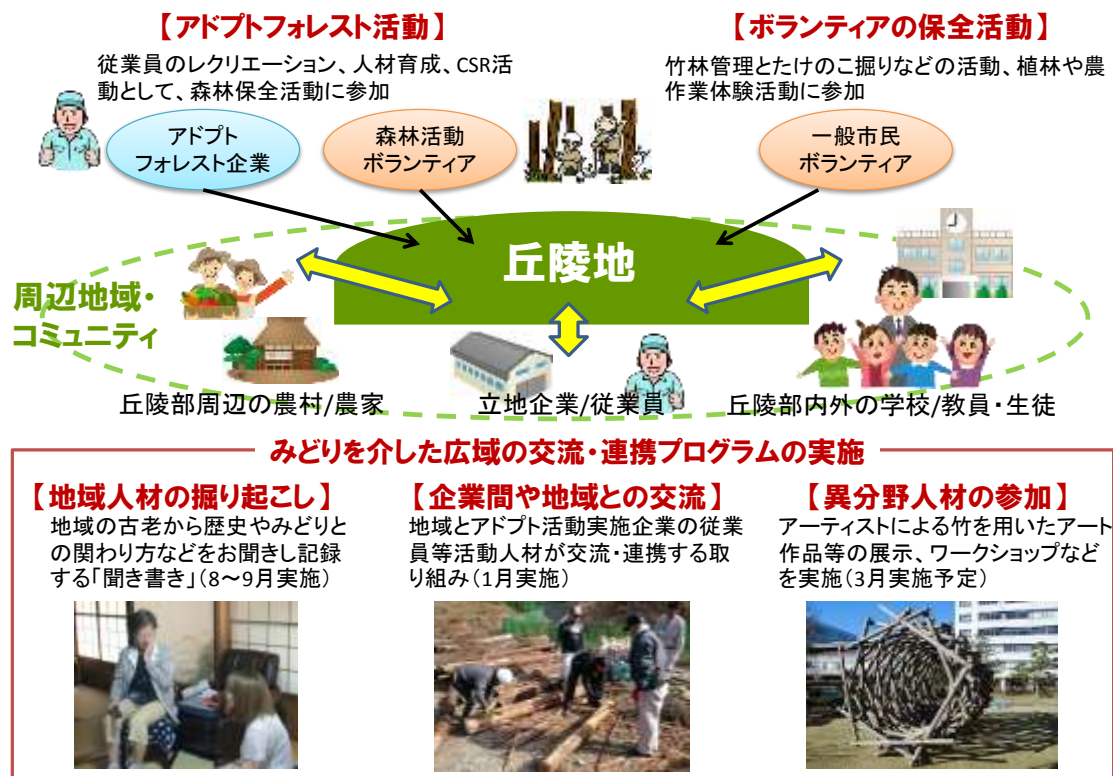 【アドプトフォレスト活動】
従業員のレクリエーション、人材育成、CSR活
動として、森林保全活動に参加
【ボランティアの保全活動】
竹林管理とたけのこ掘りなどの活動、植林や農
作業体験活動に参加
アドプト
フォレスト企業
森林活動
ボランティア
一般市民
ボランティア
丘陵地
周辺地域・
コミュニティ
丘陵部周辺の農村/農家
立地企業/従業員
丘陵部内外の学校/教員・生徒
みどりを介した広域の交流・連携プログラムの実施
【地域人材の掘り起こし】
地域の古老から歴史やみどりと
の関わり方などをお聞きし記録
する「聞き書き」（8～9月実施）
【企業間や地域との交流】
地域とアドプト活動実施企業の従業
員等活動人材が交流・連携する取
り組み（1月実施）
【異分野人材の参加】
アーティストによる竹を用いたアート
作品等の展示、ワークショップなど
を実施（3月実施予定）